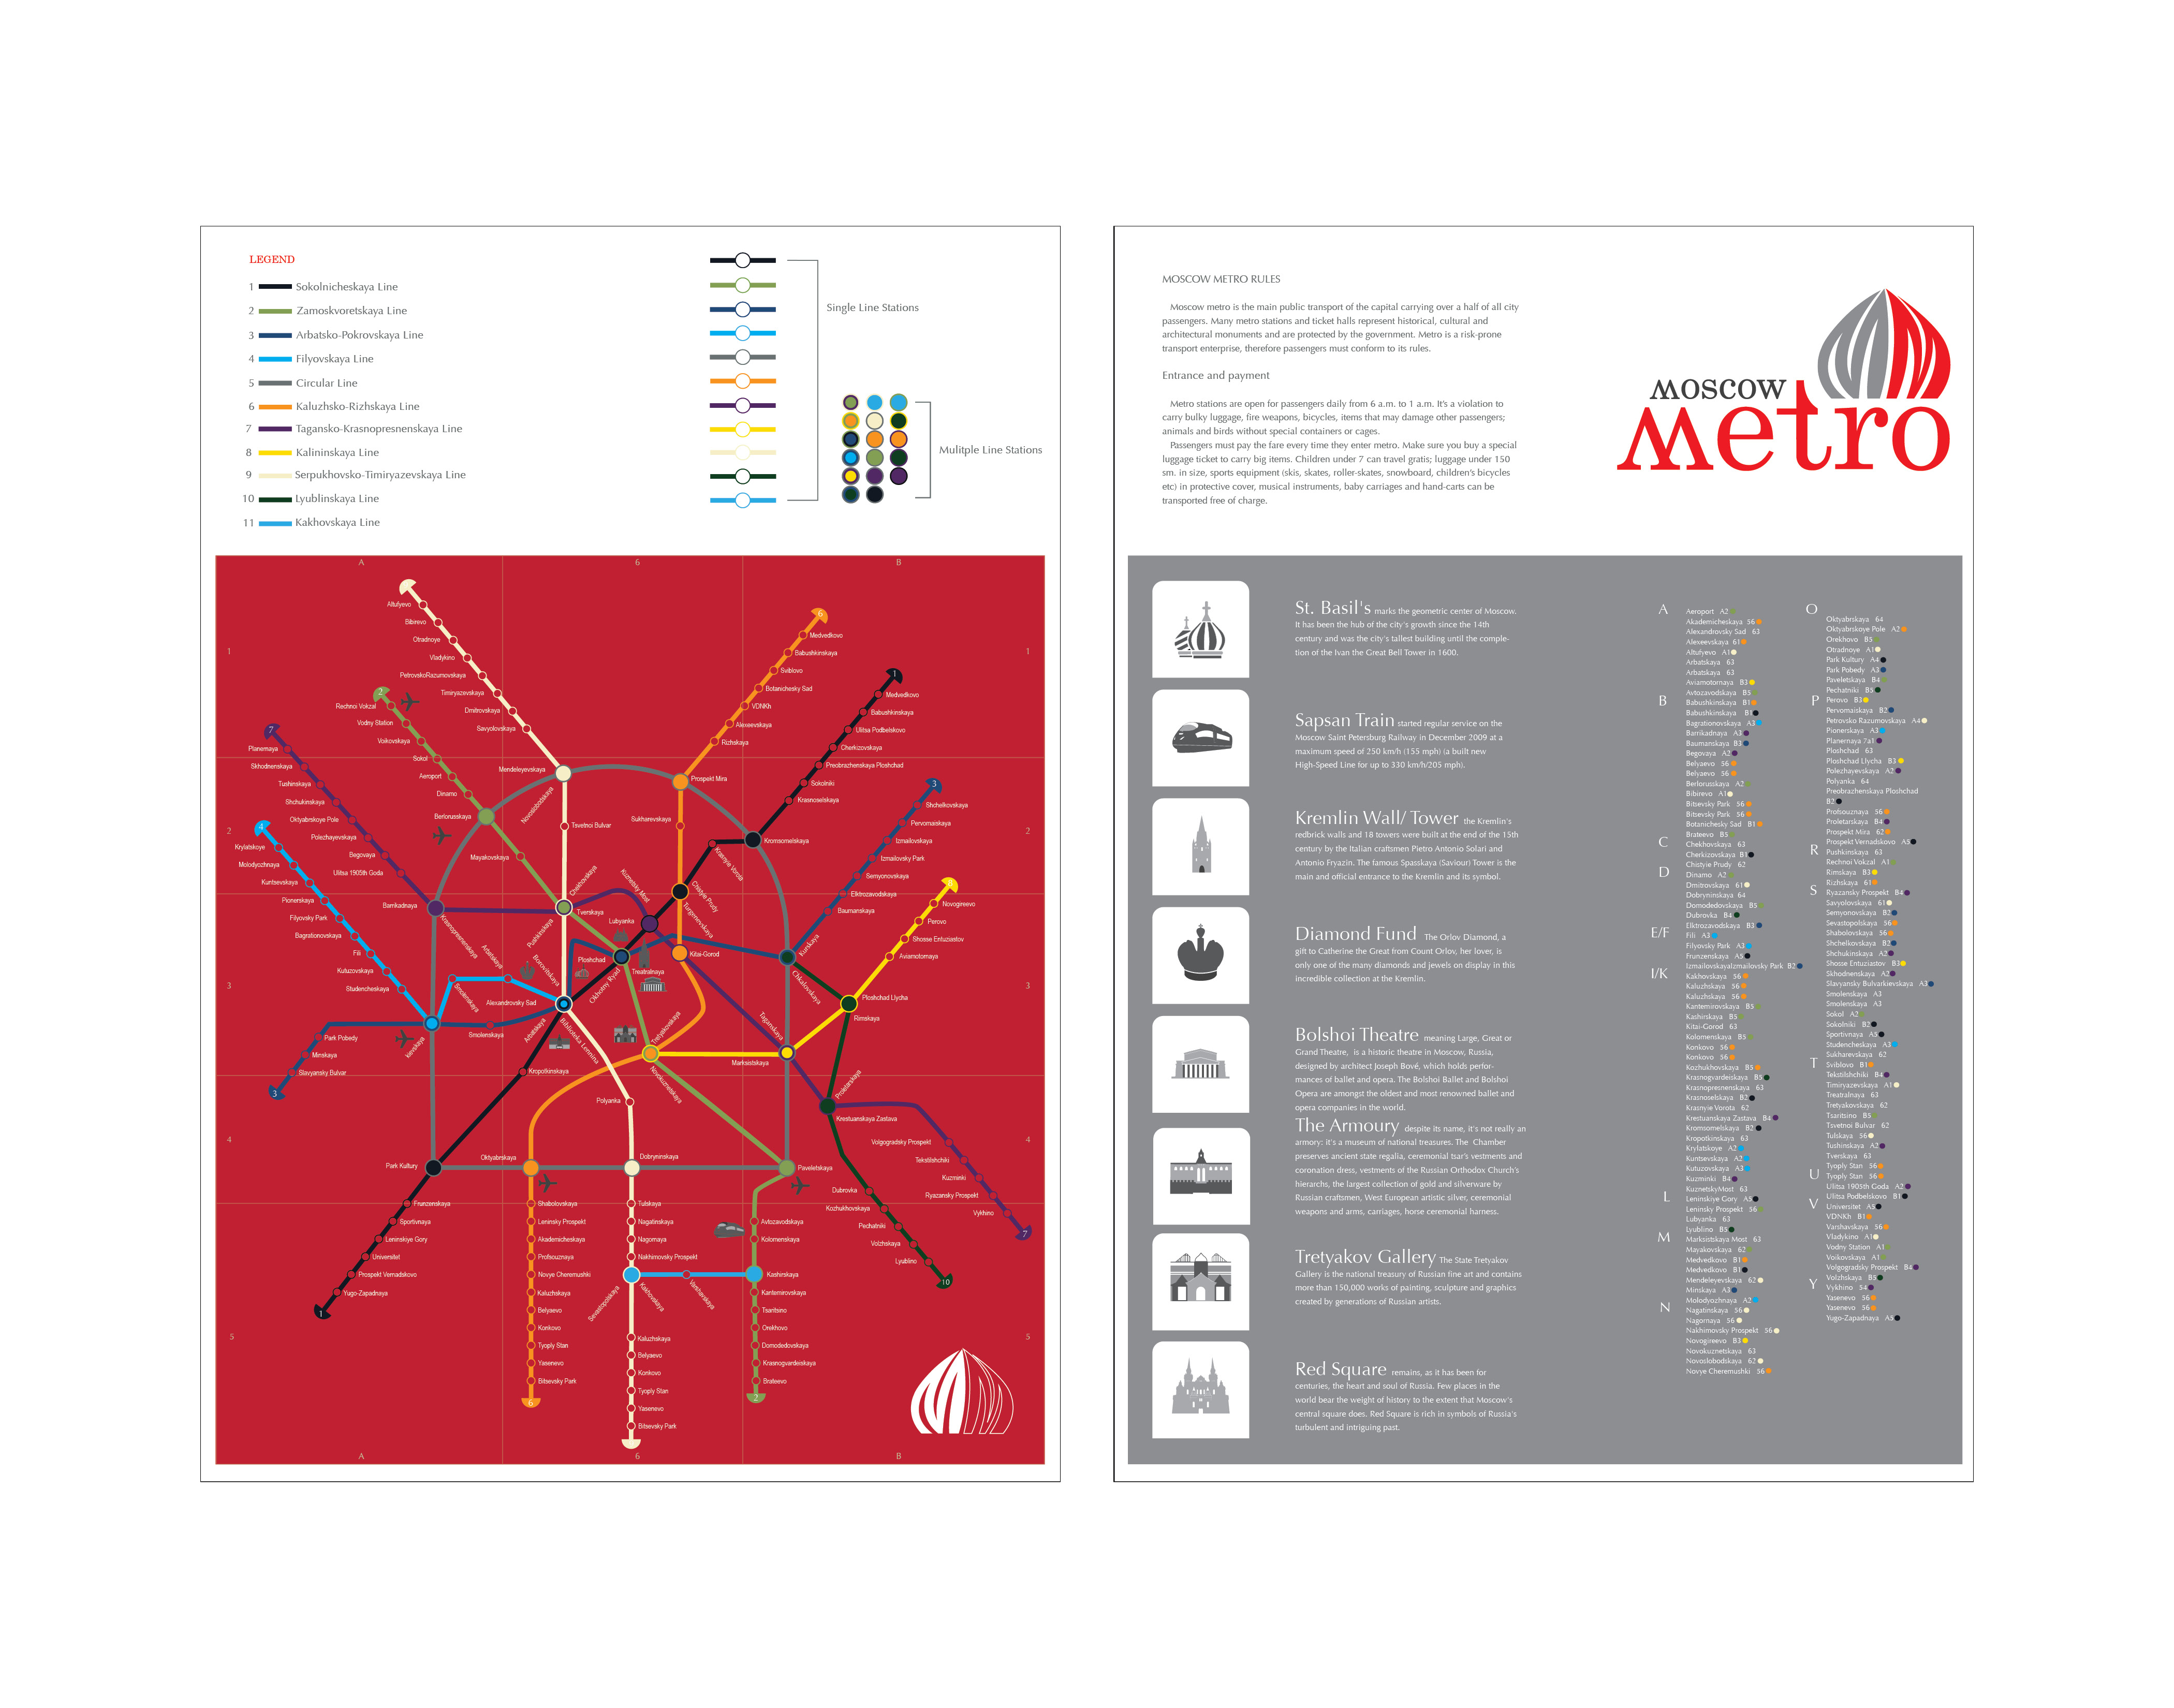 LEGEND
1 Sokolnicheskaya Line
2 Zamoskvoretskaya Line
3 Arbatsko-Pokrovskaya Line
4 Filyovskaya Line
5 Circular Line
6 Kaluzhsko-Rizhskaya Line
7 Tagansko-Krasnopresnenskaya Line
8 Kalininskaya Line
9 Serpukhovsko-Timiryazevskaya Line
10 Lyublinskaya Line
11 Kakhovskaya Line
Single Line Stations
Mulitple Line Stations
A 6 B
1
2
3
4
5
1
2
3
4
5
A 6 B
Altufyevo
Bibirevo
Otradnoye
Vladykino
PetrovskoRazumovskaya
Timiryazevskaya
Dmitrovskaya
Savyolovskaya
Mendeleyevskaya
Novoslobodskaya
Tsvetnoi Bulvar
Chekhovskaya
2
Rechnoi Vokzal
Vodny Station
Voikovskaya
Sokol
Aeroport
Dinamo
Berlorusskaya
Mayakovskaya
Tverskaya
Pushkinskaya
7
Planernaya
Skhodnenskaya
Tushinskaya
Shchukinskaya
Oktyabrskoye Pole
Polezhayevskaya
Begovaya
Ulitsa 1905th Goda
Barrikadnaya
Krasnopresnenskaya
4
Krylatskoye
Molodyozhnaya
Kuntsevskaya
Pionerskaya
Filyovsky Park
Bagrationovskaya
Fili
Kutuzovskaya
Studencheskaya
Kievskaya
Smolenskaya
Arbatskaya
Alexandrovsky Sad
Borovitskaya
Smolenskaya
Arbatskaya
Biblioteka Lennina
Park Pobedy
Minskaya
Slavyansky Bulvar
3
6
Medvedkovo
Babushkinskaya
Sviblovo
Botanichesky Sad
VDNKh
Alexeevskaya
Rizhskaya
Prospekt Mira
Sukharevskaya
1
Medvedkovo
Babushkinskaya
Ulitsa Podbelskovo
Cherkizovskaya
Preobrazhenskaya Ploshchad
Sokolniki
Krasnoselskaya
Kromsomelskaya
Krasnyie Vorota
Chistyie Prudy
Turgenevskaya
Kuznetsky Most
Lubyanka
Kitai-Gorod
Ploshchad
Treatralnaya
Okhotny Ryad
3
Shchelkovskaya
Pervomaiskaya
Izmailovskaya
Izmailovsky Park
Semyonovskaya
Elktrozavodskaya
Baumanskaya
Kurskaya
Chkalovskaya
Novogireevo
Perovo
Shosse Entuziastov
Aviamotornaya
Ploschad Llycha
Rimskaya
Taganskaya
Marksistskaya
Tretyakovskaya
Novokuznetskaya
Kropotkinskaya
Polyanka
Proletarskaya
Krestuanskaya Zastava
Volgogradsky Prospekt
Tekstilshchiki
Kuzminki
Ryazansky Prospekt
Vykhino
7
Dubrovka
Kozhukhovskaya
Pechatniki
Volzhskaya
Lyublino
10
Park Kultury
Oktyabrskaya
Dobryninskaya
Paveletskaya
Frunzenskaya
Sportivnaya
Leninskiye Gory
Universitet
Prospekt Vernadskovo
Yugo-Zapadnaya
1
Shabolovskaya
Leninsky Prospekt
Akademicheskaya
Profsouznaya
Novye Cheremushki
Kaluzhskaya
Belyaevo
Konkovo
Tyoply Stan
Yasenevo
Bitsevsky Park
6
Tulskaya
Nagatinskaya
Nagornaya
Nakhimovsky Prospekt
Sevastopolskaya
Kakhovskaya
Varshavskaya
Kaluzhskaya
Belyaevo
Konkovo
Tyoply Stan
Yasenevo
Bitsevsky Park
Avtozavodskaya
Kolomenskaya
Kashirskaya
Kantemirovskaya
Tsaritsino
Orekhovo
Domodedovskaya
Krasnogvardeiskaya
Brateevo
2
MOSCOW METRO RULES
Moscow metro is the main public transport of the capital carrying over a half of all city
passengers. Many metro stations and ticket halls represent historical, cultural and
architectural monuments and are protected by the government. Metro is a risk-prone
transport enterprise, therefore passengers must conform to its rules.
Entrance and payment
Metro stations are open for passengers daily from 6 a.m. to 1 a.m. It's a violation to
carry bulky luggage, fire weapons, bicycles, items that may damage other passengers;
animals and birds without special containers or cages.
Passengers must pay the fare every time they enter metro. Make sure you buy a special
luggage ticket to carry big items. Children under 7 can travel gratis; luggage under 150
sm. in size, sports equipment (skis, skates, roller-skates, snowboard, children's bicycles
etc) in protective cover, musical instruments, baby carriages and hand-carts can be
transported free of charge.
MOSCOW
Metro
St. Basil's marks the geometric center of Moscow.
It has been the hub of the city's growth since the 14th
century and was the city's tallest building until the comple-
tion of the Ivan the Great Bell Tower in 1600.
Sapsan Train started regular service on the
Moscow Saint Petersburg Railway in December 2009 at a
maximum speed of 250 km/h (155 mph) (a built new
High-Speed Line for up to 330 km/h/205 mph).
Kremlin Wall/ Tower the Kremlin's
redbrick walls and 18 towers were built at the end of the 15th
century by the Italian craftsmen Pietro Antonio Solari and
Antonio Fryazin. The famous Spasskaya (Saviour) Tower is the
main and official entrance to the Kremlin and its symbol.
Diamond Fund The Orlov Diamond, a
gift to Catherine the Great from Count Orlov, her lover, is
only one of the many diamonds and jewels on display in this
incredible collection at the Kremlin.
Bolshoi Theatre meaning Large, Great or
Grand Theatre, is a historic theatre in Moscow, Russia,
designed by architect Joseph Bové, which holds perfor-
mances of ballet and opera. The Bolshoi Ballet and Bolshoi
Opera are amongst the oldest and most renowned ballet and
opera companies in the world.
The Armoury despite its name, it's not really an
armory: it's a museum of national treasures. The Chamber
preserves ancient state regalia, ceremonial tsar's vestments and
coronation dress, vestments of the Russian Orthodox Church's
hierarchs, the largest collection of gold and silverware by
Russian craftsmen, West European artistic silver, ceremonial
weapons and arms, carriages, horse ceremonial harness.
Tretyakov Gallery The State Tretyakov
Gallery is the national treasury of Russian fine art and contains
more than 150,000 works of painting, sculpture and graphics
created by generations of Russian artists.
Red Square remains, as it has been for
centuries, the heart and soul of Russia. Few places in the
world bear the weight of history to the extent that Moscow's
central square does. Red Square is rich in symbols of Russia's
turbulent and intriguing past.
A
Aeroport A2
Akademicheskaya 56
Alexandrovsky Sad 63
Alexeevskaya 61
Altufyevo A1
Arbatskaya 63
Arbatskaya 63
Aviamotornaya B3
Avtozavodskaya B5
B
Babushkinskaya B1
Babushkinskaya B1
Bagrationovskaya A3
Barrikadnaya A3
Baumanskaya B3
Begovaya A2
Belyaevo 56
Belyaevo 56
Berlorusskaya A2
Bibirevo A1
Bitsevsky Park 56
Bitsevsky Park 56
Botanichesky Sad B1
Brateevo B5
C
Chekhovskaya 63
Cherkizovskaya B1
Chistyie Prudy 62
D
Dinamo A2
Dmitrovskaya 61
Dobryninskaya 64
Domodedovskaya B5
Dubrovka B4
E/F
Elktrozavodskaya B3
Fili A3
Filyovsky Park A3
Frunzenskaya A5
IzmailovskayaIzmailovsky Park B2
I/K
Kakhovskaya 56
Kaluzhskaya 56
Kaluzhskaya 56
Kantemirovskaya B5
Kashirskaya B5
Kitai-Gorod 63
Kolomenskaya B5
Konkovo 56
Konkovo 56
Kozhukhovskaya B5
Krasnogvardeiskaya B5
Krasnopresnenskaya 63
Krasnoselskaya B2
Krasnyie Vorota 62
Krestuanskaya Zastava B4
Kromsomelskaya B2
Kropotkinskaya 63
Krylatskoye A2
Kuntsevskaya A2
Kutuzovskaya A3
Kuzminki B4
KuznetskyMost 63
L
Leninskiye Gory A5
Leninsky Prospekt 56
Lubyanka 63
Lyublino B5
M
Marksistskaya Most 63
Mayakovskaya 62
Medvedkovo B1
Medvedkovo B1
Mendeleyevskaya 62
Minskaya A3
Molodyozhnaya A2
N
Nagatinskaya 56
Nagornaya 56
Nakhimovsky Prospekt 56
Novogireevo B3
Novokuznetskaya 63
Novoslobodskaya 62
Novye Cheremushki 56
O
Oktyabrskaya 64
Oktyabrskoye Pole A2
Orekhovo B5
Otradnoye A1
Park Kultury A4
Park Pobedy A3
Paveletskaya B4
Pechatniki B5
P
Perovo B3
Pervomaiskaya B2
Petrovsko Razumovskaya A4
Pionerskaya A3
Planernaya 7a1
Ploshchad 63
Ploshchad Llycha B3
Polezhayevskaya A2
Polyanka 64
Preobrazhenskaya Ploshchad
B2
Profsouznaya 56
Proletarskaya B4
Prospekt Mira 62
Prospekt Vernadskovo A5
R
Pushkinskaya 63
Rechnoi Vokzal A1
Rimskaya B3
Rizhskaya 61
S
Ryazansky Prospekt B4
Savyolovskaya 61
Semyonovskaya B2
Sevastopolskaya 56
Shabolovskaya 56
Shchelkovskaya B2
Shchukinskaya A2
Shosse Entuziastov B3
Skhodnenskaya A2
Slavyansky Bulvarkievskaya A3
Smolenskaya A3
Smolenskaya A3
Sokol A2
Sokolniki B2
Sportivnaya A5
Studencheskaya A3
Sukharevskaya 62
T
Sviblovo B1
Tekstilshchiki B4
Timiryazevskaya A1
Treatralnaya 63
Tretyakovskaya 62
Tsaritsino B5
Tsvetnoi Bulvar 62
Tulskaya 56
Tushinskaya A2
Tverskaya 63
Tyoply Stan 56
U
Tyoply Stan 56
Ulitsa 1905th Goda A2
Ulitsa Podbelskovo B1
V
Universitet A5
VDNKh B1
Varshavskaya 56
Vladykino A1
Vodny Station A1
Voikovskaya A1
Volgogradsky Prospekt B4
Y
Volzhskaya B5
Vykhino 54
Yasenevo 56
Yasenevo 56
Yugo-Zapadnaya A5